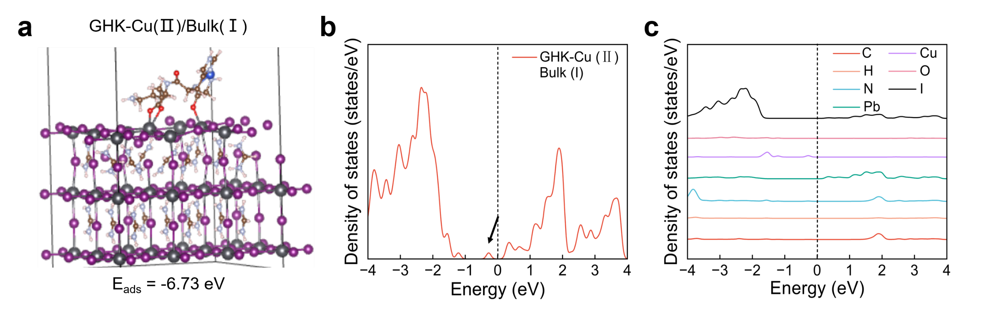 a
GHK-Cu(Ⅱ)/Bulk(Ⅰ)
Eads = -6.73 eV
b
Density of states (states/eV)
GHK-Cu (Ⅱ)
Bulk (I)
−4 −3 −2 −1 0 1 2 3 4
Energy (eV)
c
Density of states (states/eV)
C Cu
H O
N I
Pb
−4 −3 −2 −1 0 1 2 3 4
Energy (eV)